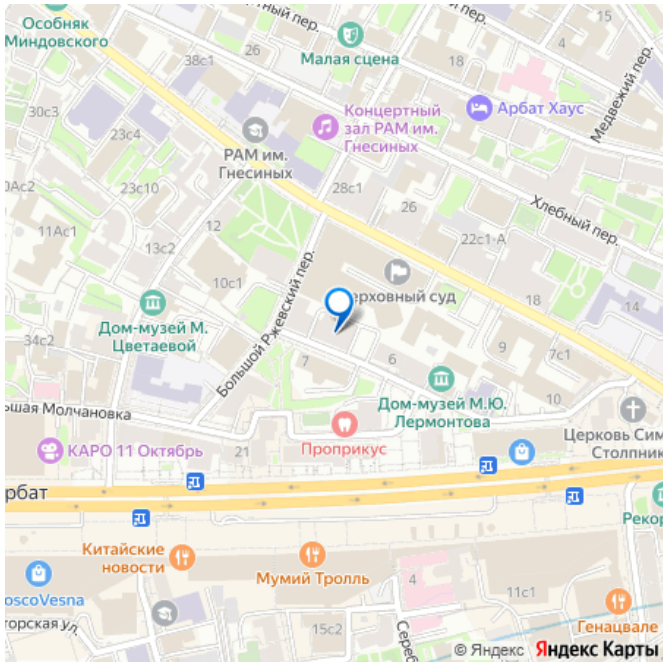 Особняк
Миндовского
38с1
Малая сцена
4
15
Медвежий пер.
30с3
23с4
Концертный
зал РАМ им.
Гнесиных
Арбат Хаус
РАМ им.
Гнесиных
28с1
0Ас2
23с10
26
Хлебный пер.
11Ас1
13с2
12
22с1-А
10с1
Большой Ржевский пер.
ерховный суд
18
14
34с2
Дом-музей М.
Цветаевой
7
6
9
7с1
Дом-музей М.Ю.
Лермонтова
10
ьшая Молчановка
Проприкус
Церковь Сим
Столпник
КАРО 11 Октябрь
21
рбат
Рекор
Китайские
новости
Мумий Тролль
oscoVesna
4
11с1
Сереб
торская ул.
15с2
Генацвале
© Яндекс Яндекс Карты